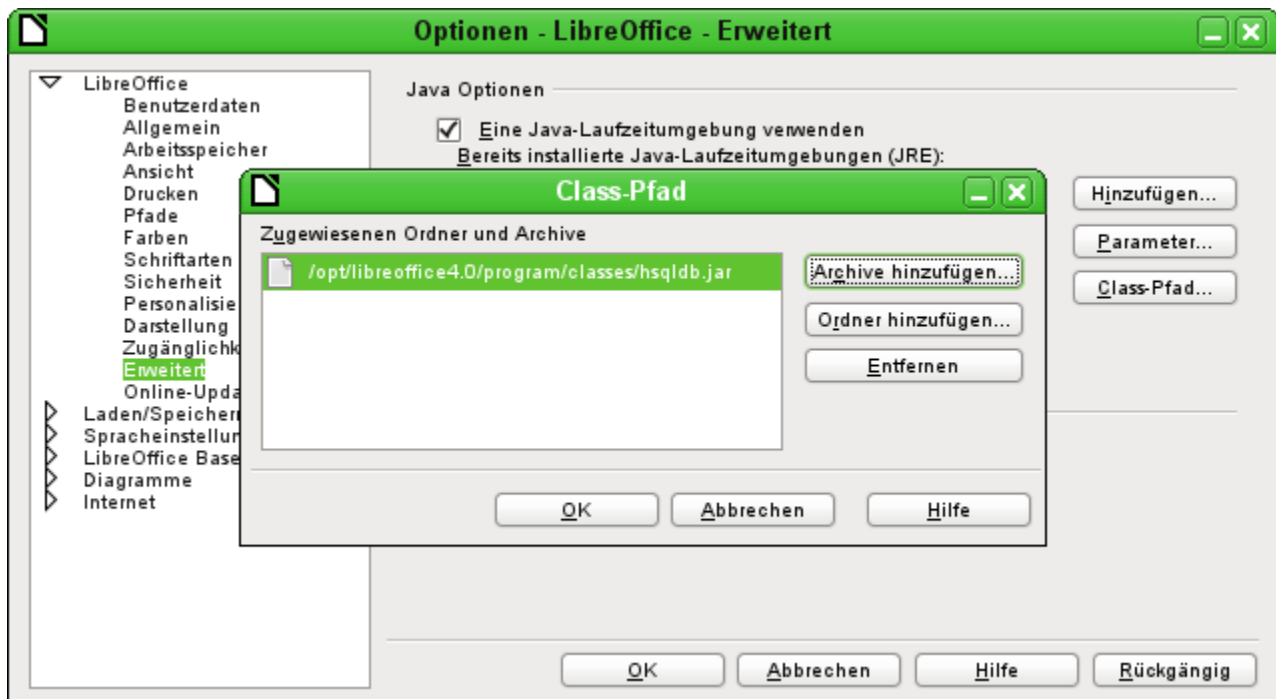 Optionen - LibreOffice - Erweitert
LibreOffice
Benutzerdaten
Allgemein
Arbeitsspeicher
Ansicht
Drucken
Pfade
Farben
Schriftarten
Sicherheit
Personalisie
Darstellung
Zugänglichk
Erweitert
Online-Upda
Laden/Speichern
Spracheinstellun
LibreOffice Base
Diagramme
Internet
Java Optionen
Eine Java-Laufzeitumgebung verwenden
Bereits installierte Java-Laufzeitumgebungen (JRE):
Hinzufügen...
Parameter...
Class-Pfad...
Class-Pfad
Zugewiesenen Ordner und Archive
/opt/libreoffice4.0/program/classes/hsqldb.jar
Archive hinzufügen...
Ordner hinzufügen...
Entfernen
OK Abbrechen Hilfe
OK Abbrechen Hilfe Rückgängig